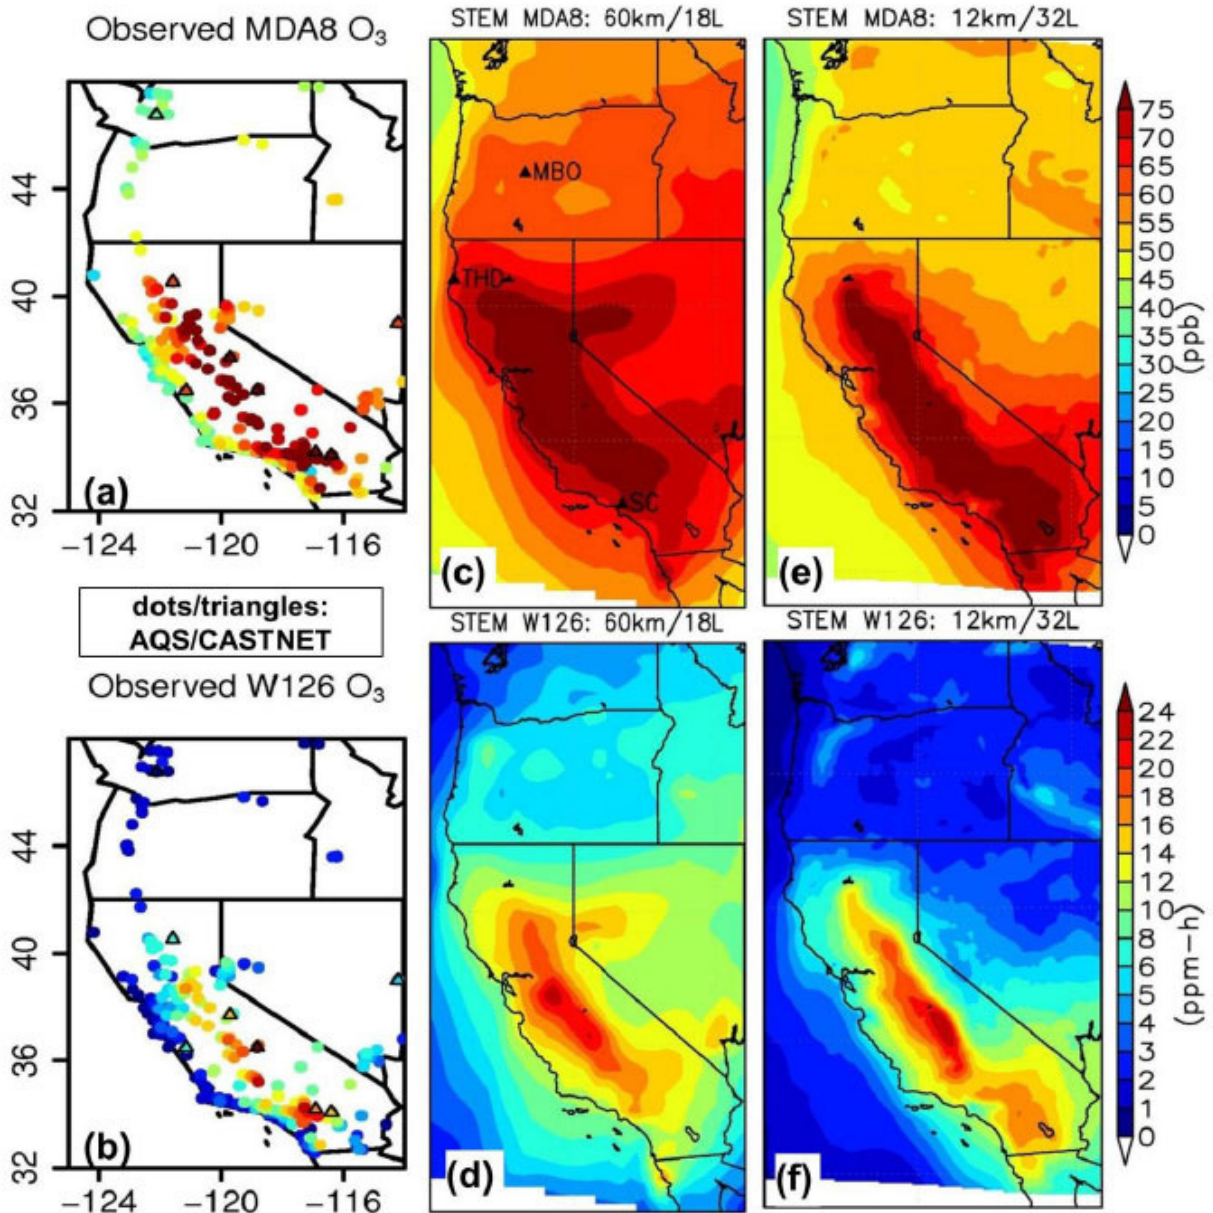 Observed MDA8 O3
STEM MDA8: 60km/18L
STEM MDA8: 12km/32L
44
40
36
32
(a)
−124
−120
−116
MBO
THD
SC
(c)
(e)
75
70
65
60
55
50
45
40
35
30
25
20
15
10
5
0
(ppb)
dots/triangles:
AQS/CASTNET
Observed W126 O3
STEM W126: 60km/18L
STEM W126: 12km/32L
44
40
36
32
(b)
−124
−120
−116
(d)
(f)
24
22
20
18
16
14
12
10
8
6
5
4
3
2
1
0
(ppm−h)